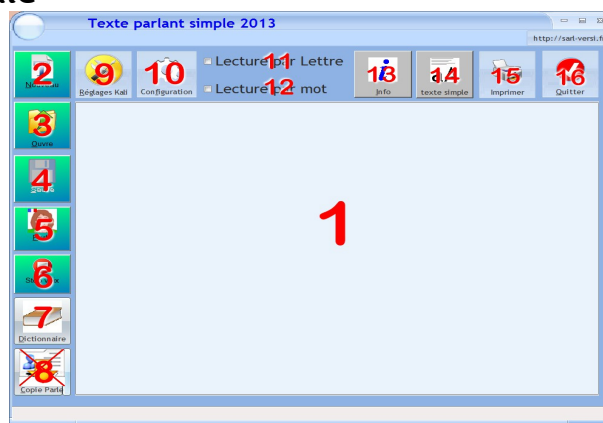 Texte parlant simple 2013
http://sarl-versi.f
11
Lecture par Lettre
12
Lecture par mot
2
9
Réglages Kali
10
Configuration
13
Info
14
texte simple
15
Imprimer
16
Quitter
3
Ouvre
4
5
6
7
Dictionnaire
8
Copie Parle
1